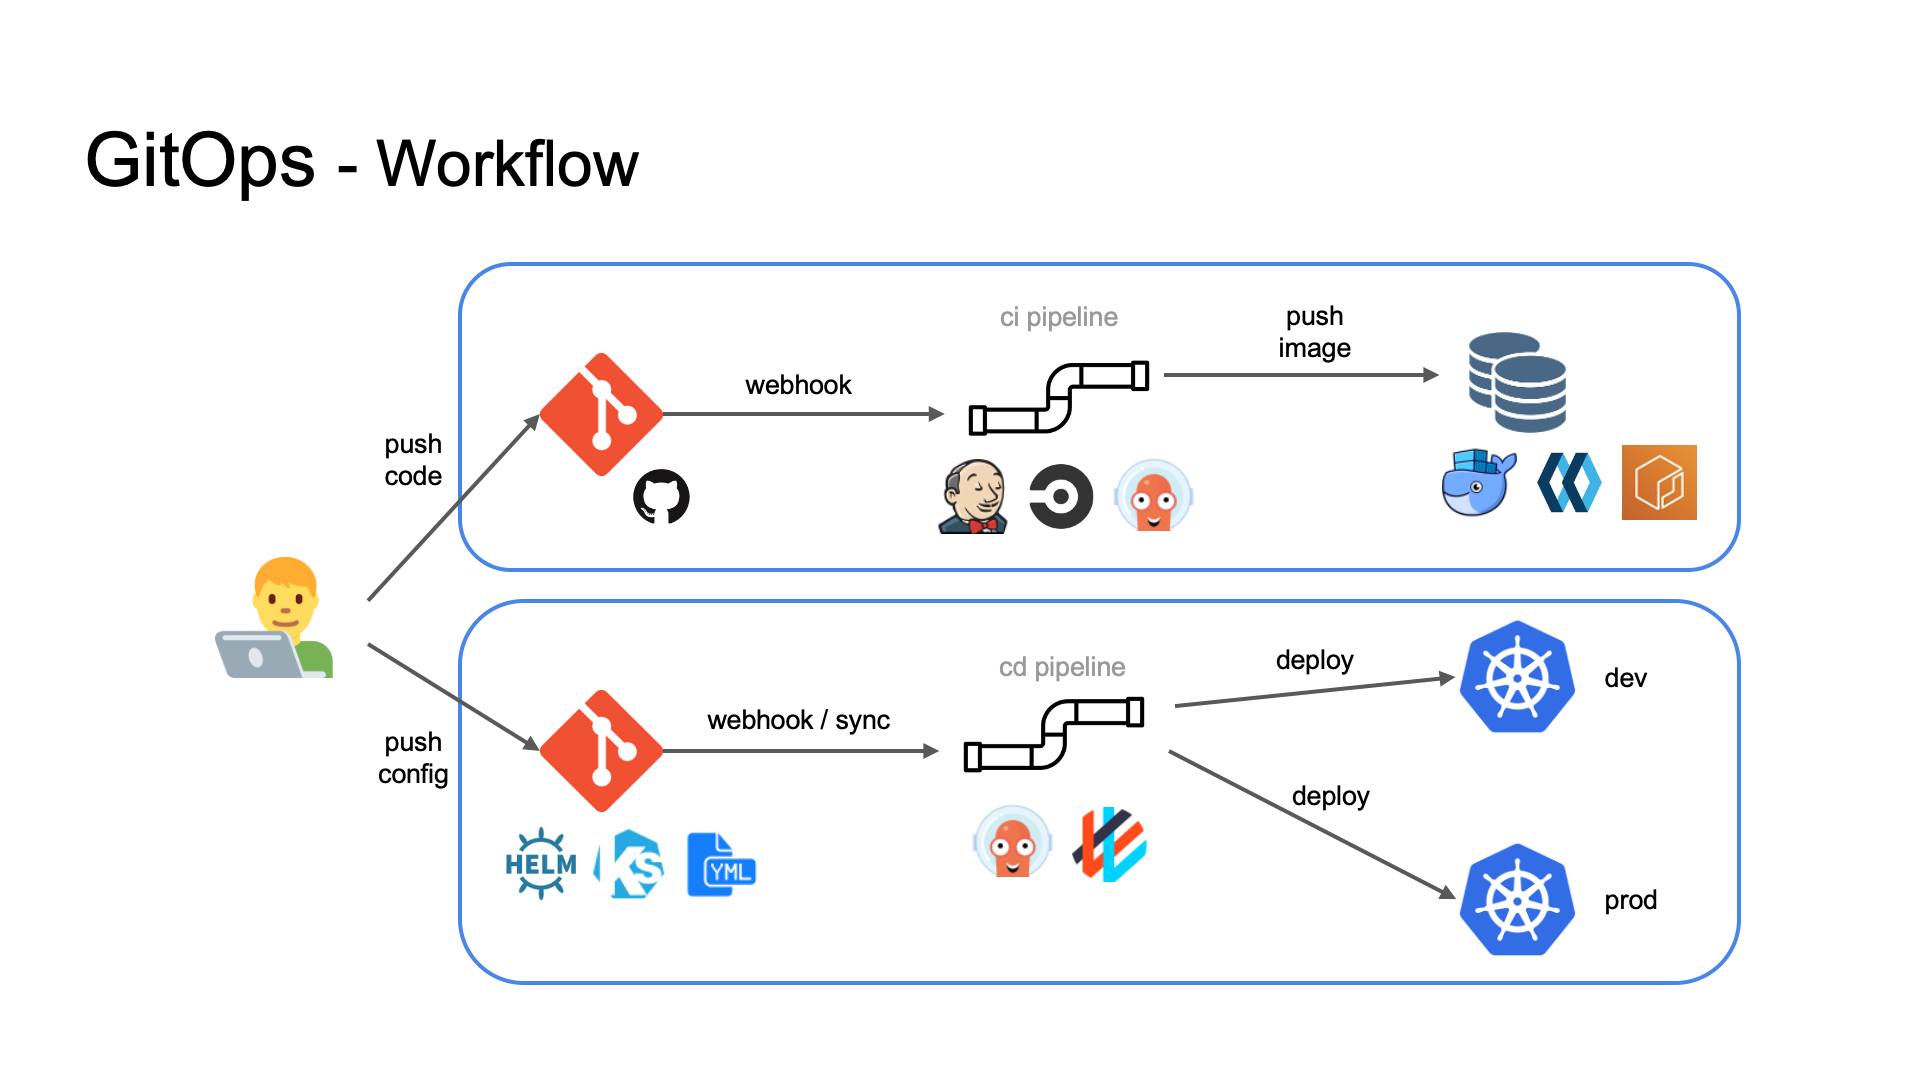 GitOps - Workflow
ci pipeline
push
image
webhook
push
code
cd pipeline
deploy
dev
webhook / sync
push
config
deploy
HELM
KS
YML
prod